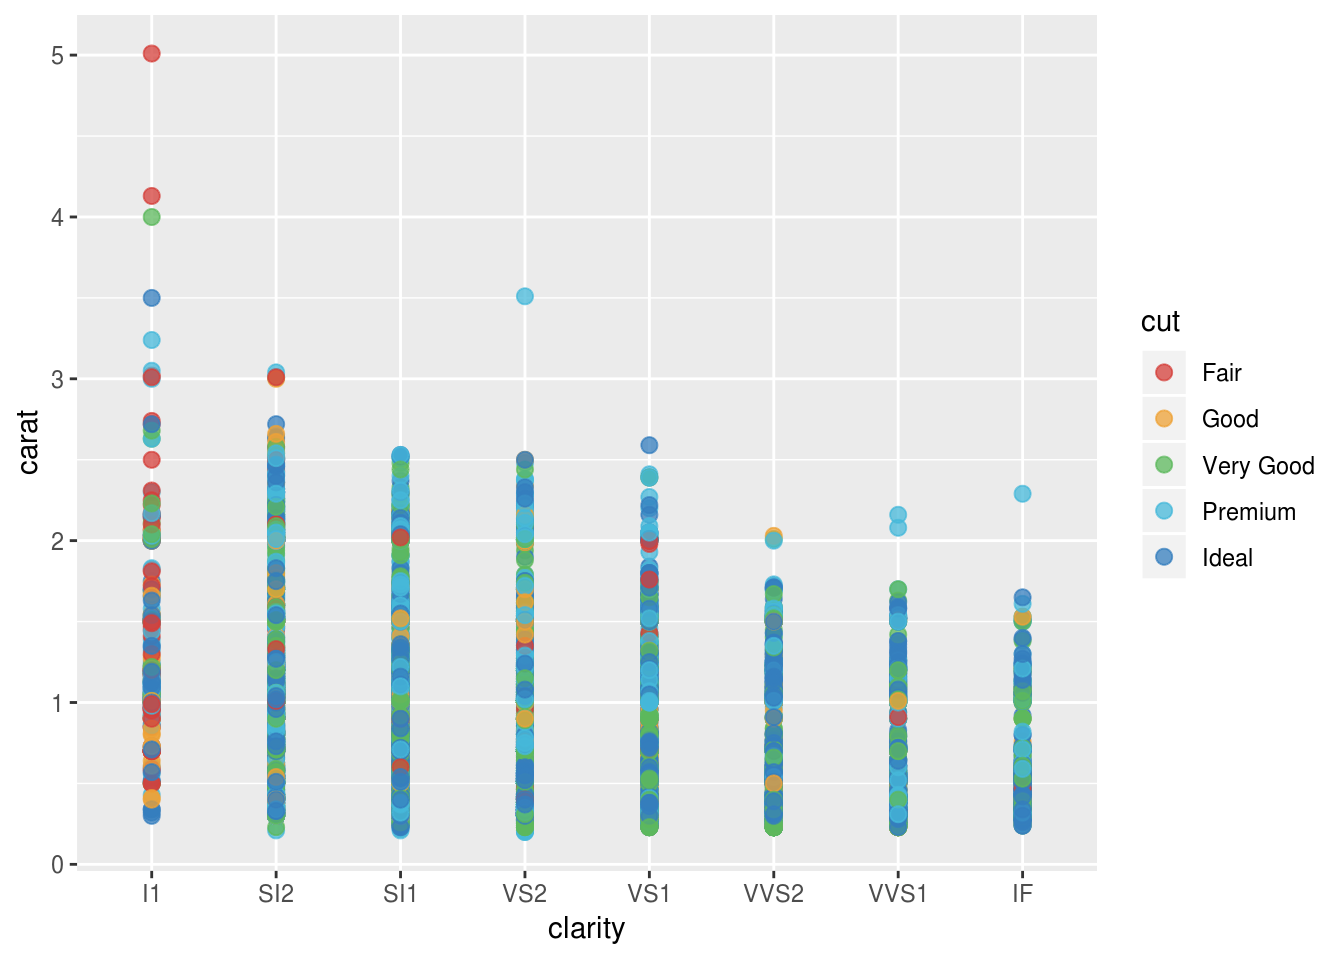 5
4
3
2
1
0
carat
I1 SI2 SI1 VS2 VS1 VVS2 VVS1 IF
clarity
cut
Fair
Good
Very Good
Premium
Ideal